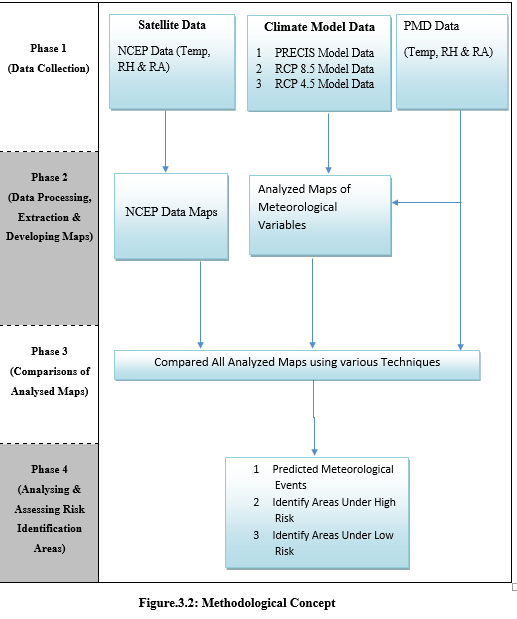 Phase 1
(Data Collection)
Satellite Data
NCEP Data (Temp,
RH & RA)
Climate Model Data
1 PRECIS Model Data
2 RCP 8.5 Model Data
3 RCP 4.5 Model Data
PMD Data
(Temp, RH & RA)
Phase 2
(Data Processing,
Extraction &
Developing Maps)
NCEP Data Maps
Analyzed Maps of
Meteorological
Variables
Phase 3
(Comparisons of
Analysed Maps)
Compared All Analyzed Maps using various Techniques
Phase 4
(Analysing &
Assessing Risk
Identification
Areas)
1 Predicted Meteorological
Events
2 Identify Areas Under High
Risk
3 Identify Areas Under Low
Risk
Figure.3.2: Methodological Concept